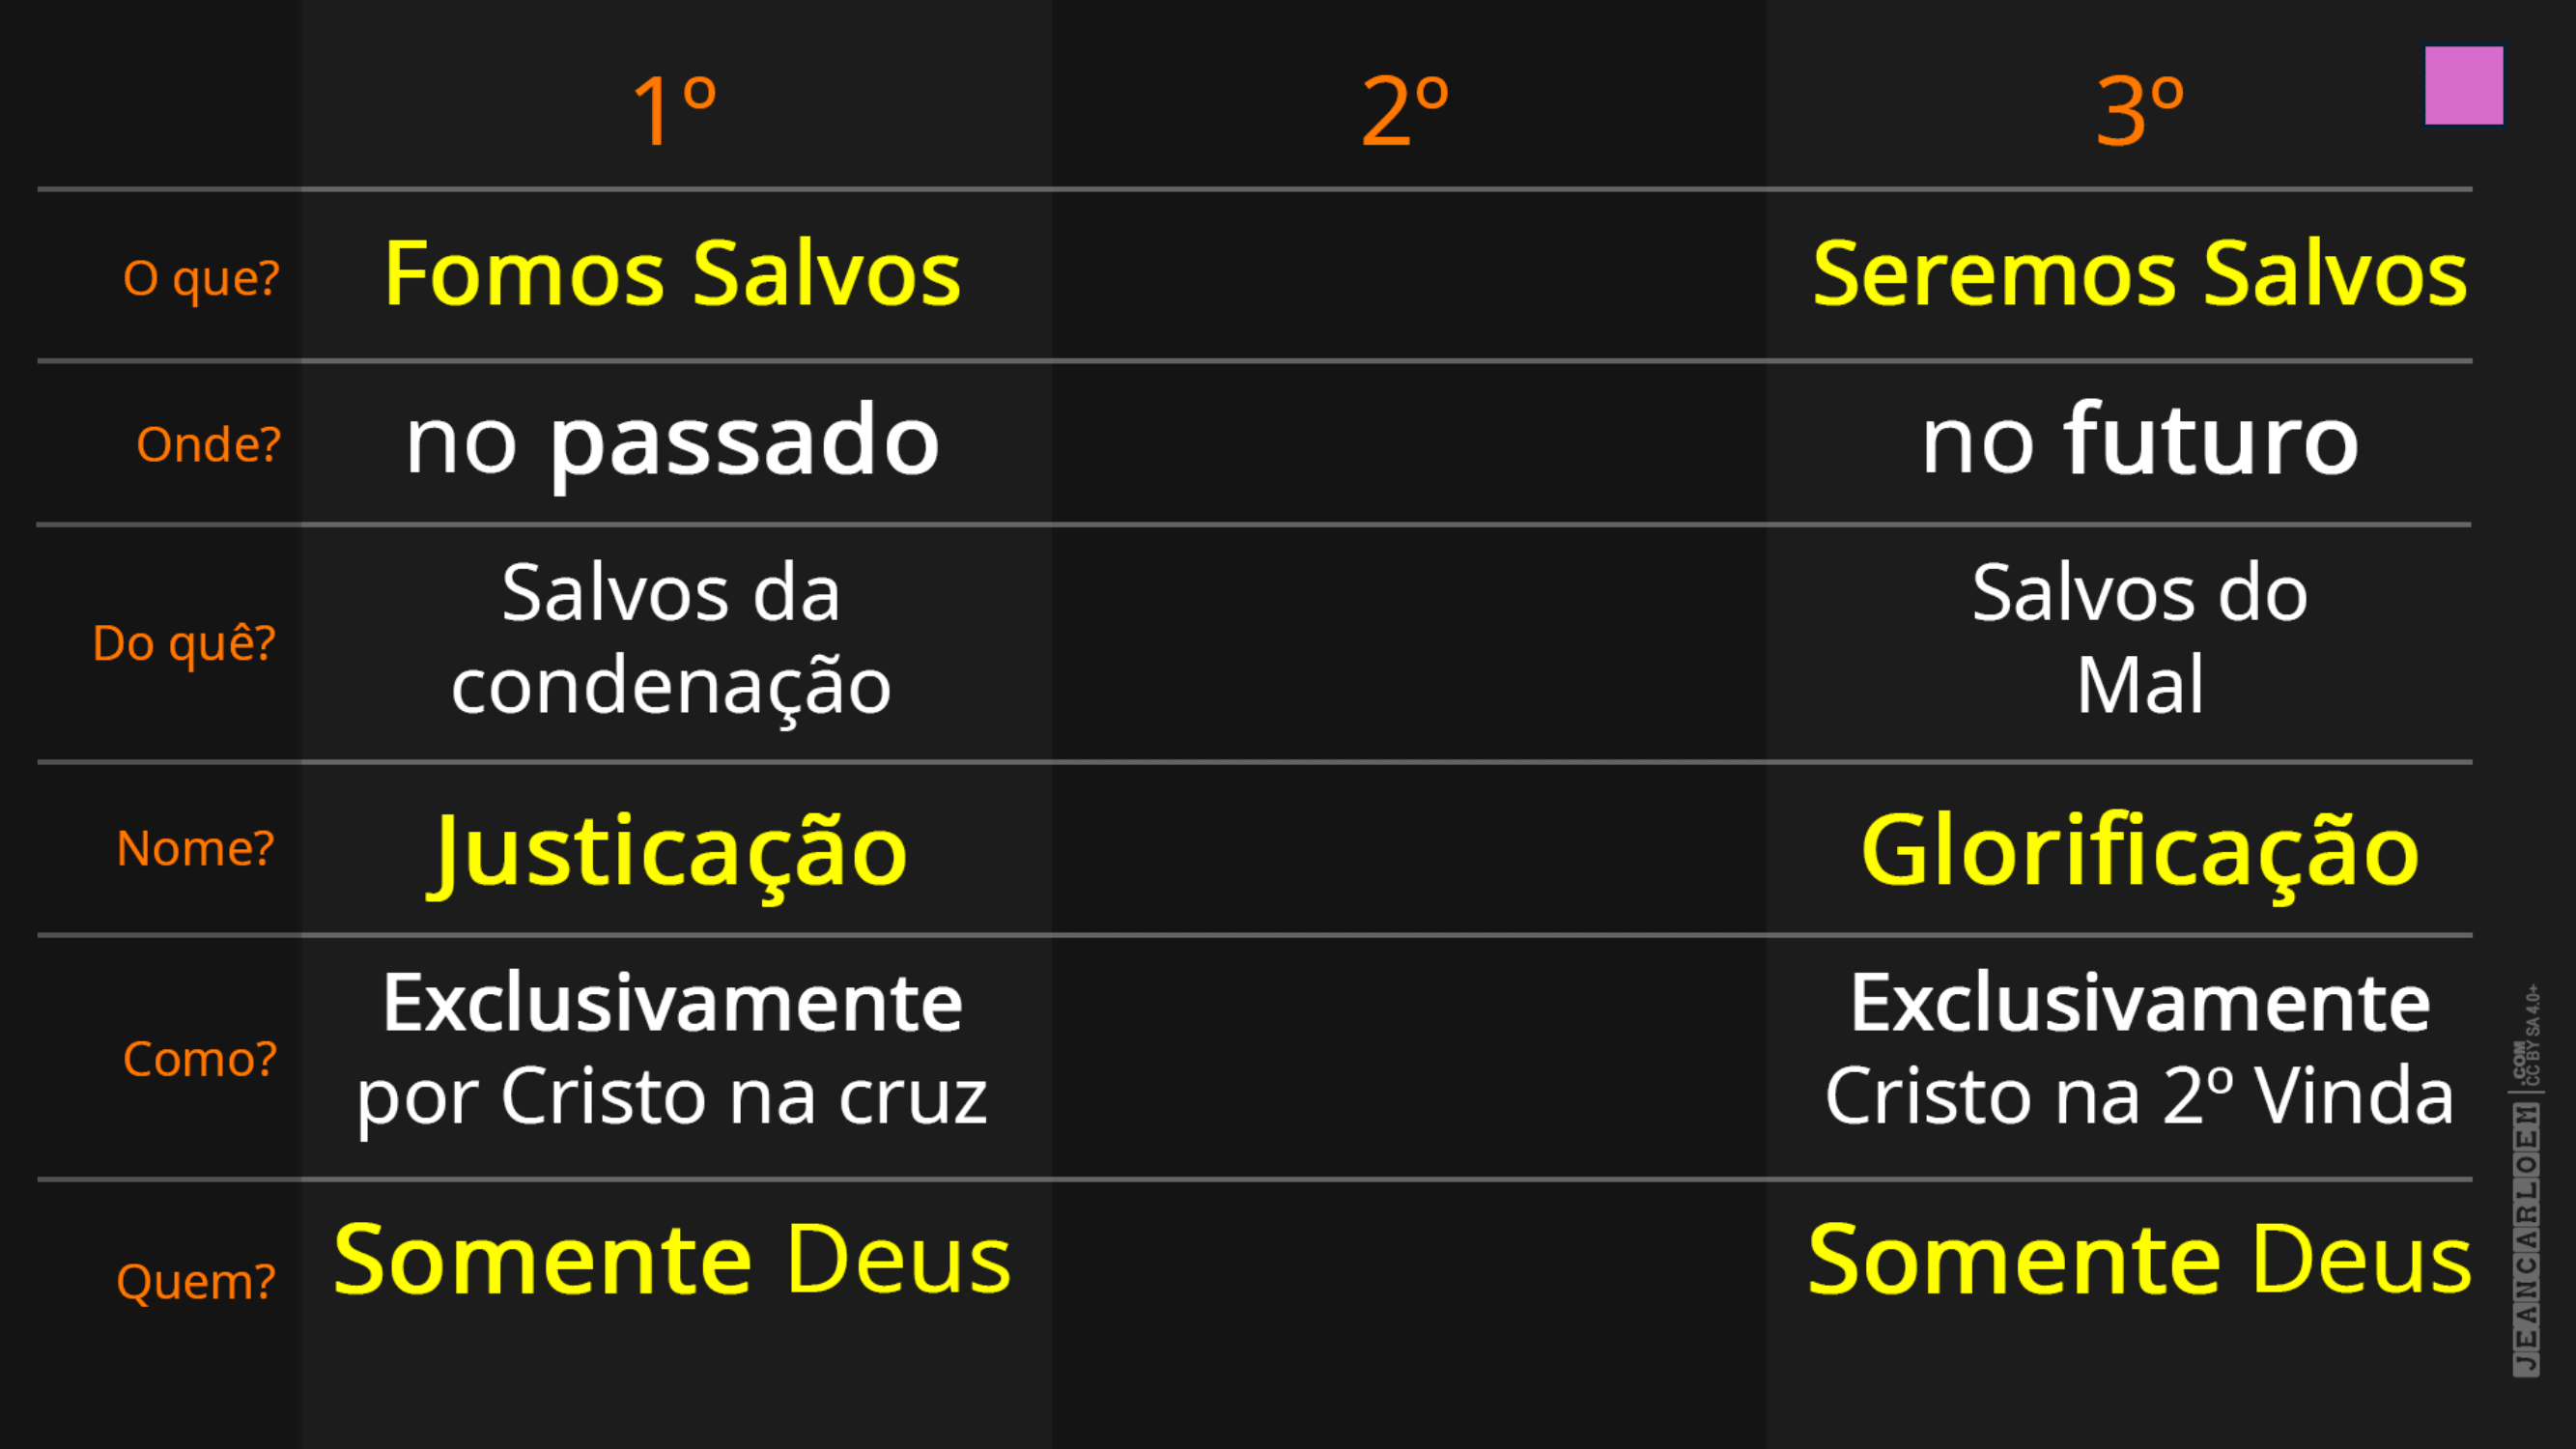 1º 2º 3º
O que? Fomos Salvos Seremos Salvos
Onde? no passado no futuro
Do quê? Salvos da condenação Salvos do Mal
Nome? Justicação Glorificação
Como? Exclusivamente por Cristo na cruz Exclusivamente Cristo na 2º Vinda
Quem? Somente Deus Somente Deus
JEANCARLOEM .COM
CC BY SA 4.0+